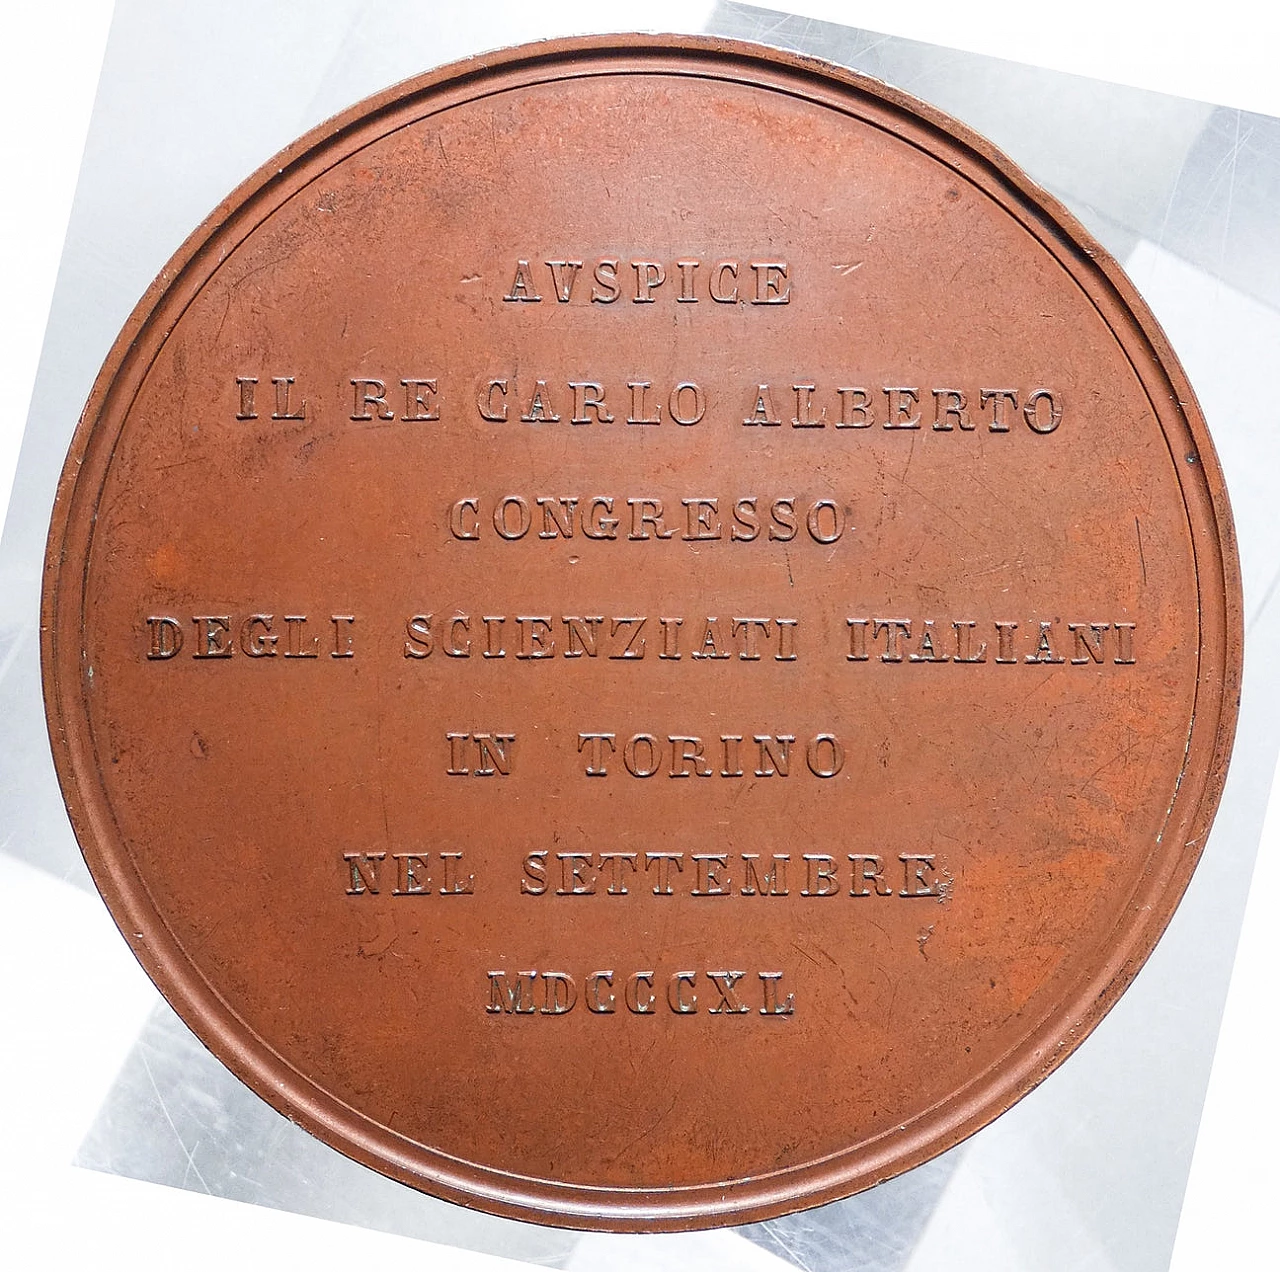 AVSPICE
IL RE CARLO ALBERTO
CONGRESSO
DEGLI SCIENZIATI ITALIANI
IN TORINO
NEL SETTEMBRE
MDCCCXL